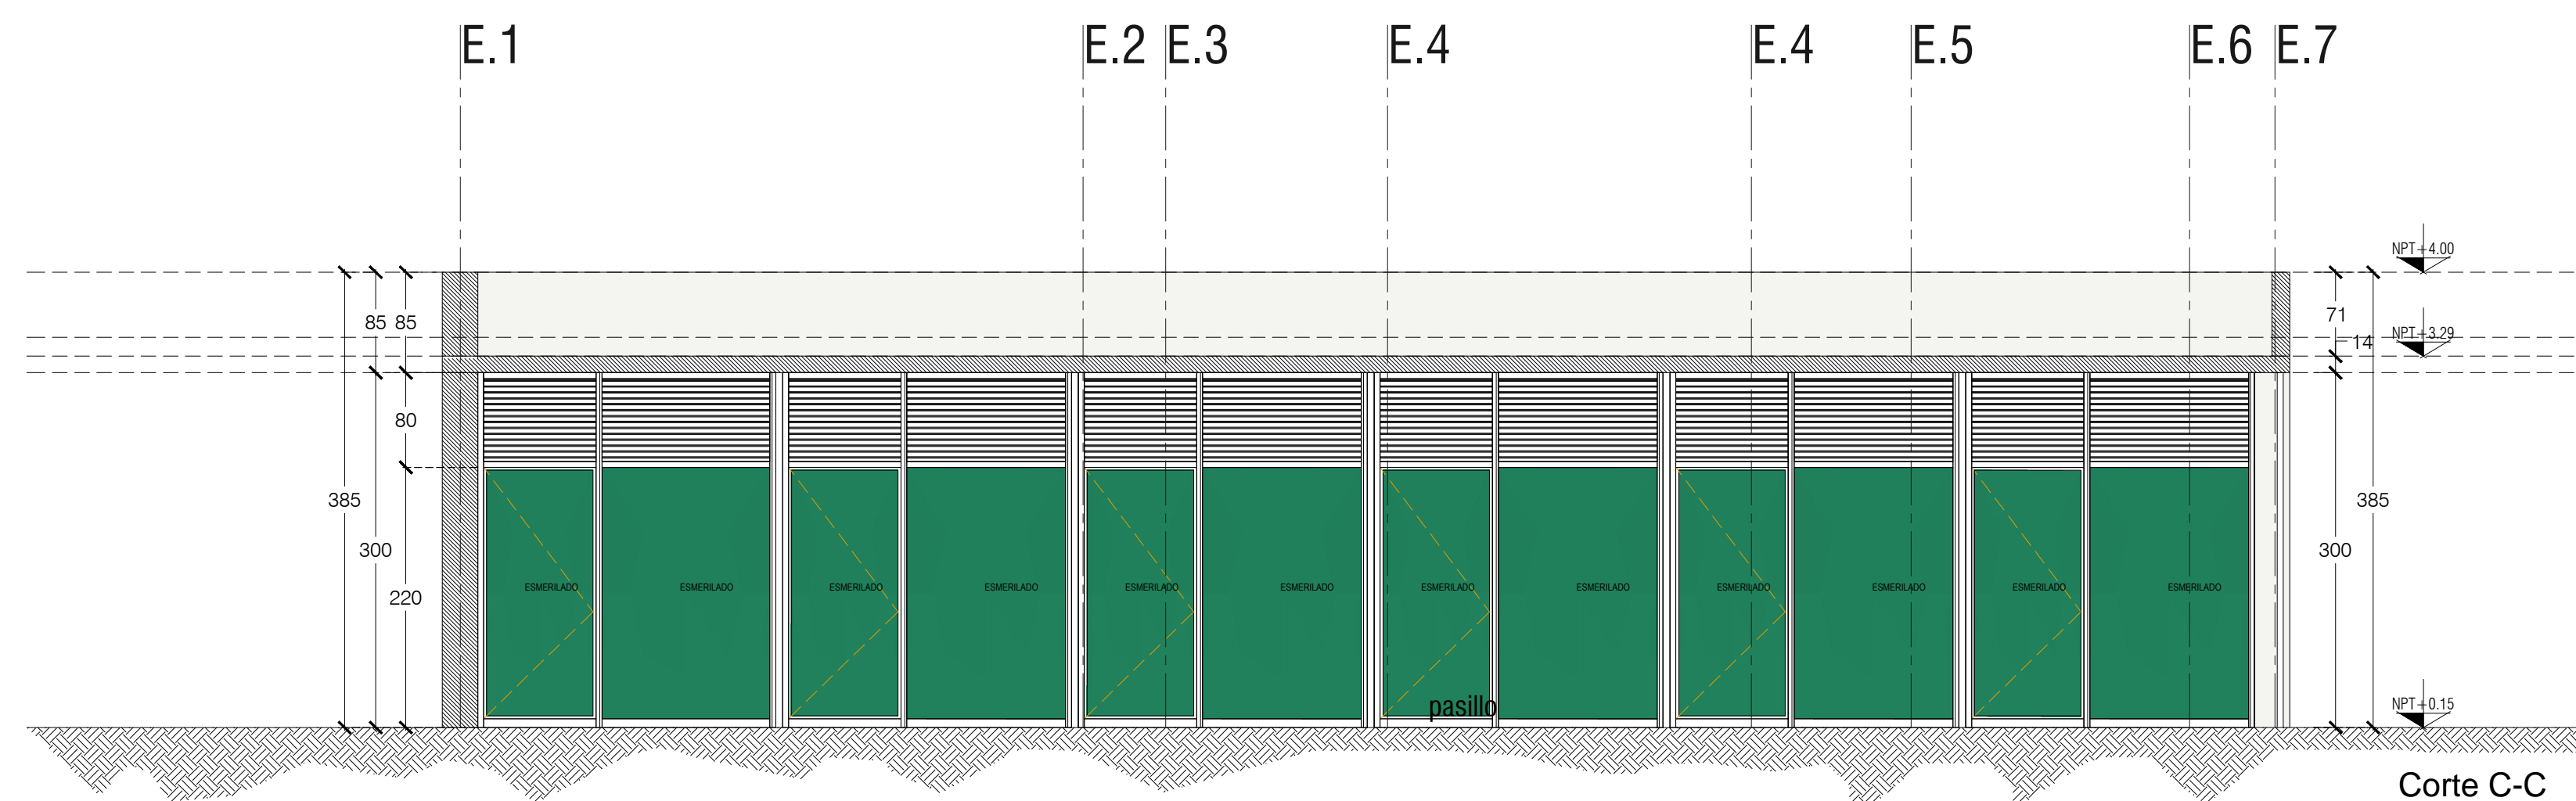 E.1 E.2 E.3 E.4 E.4 E.5 E.6 E.7
NPT+4.00
85 85 71
NPT+3.29
14
80
385 385
300 300
ESMERILADO ESMERILADO ESMERILADO ESMERILADO ESMERILADO ESMERILADO ESMERILADO ESMERILADO ESMERILADO ESMERILADO ESMERILADO ESMERILADO
220
pasillo
NPT+0.15
Corte C-C